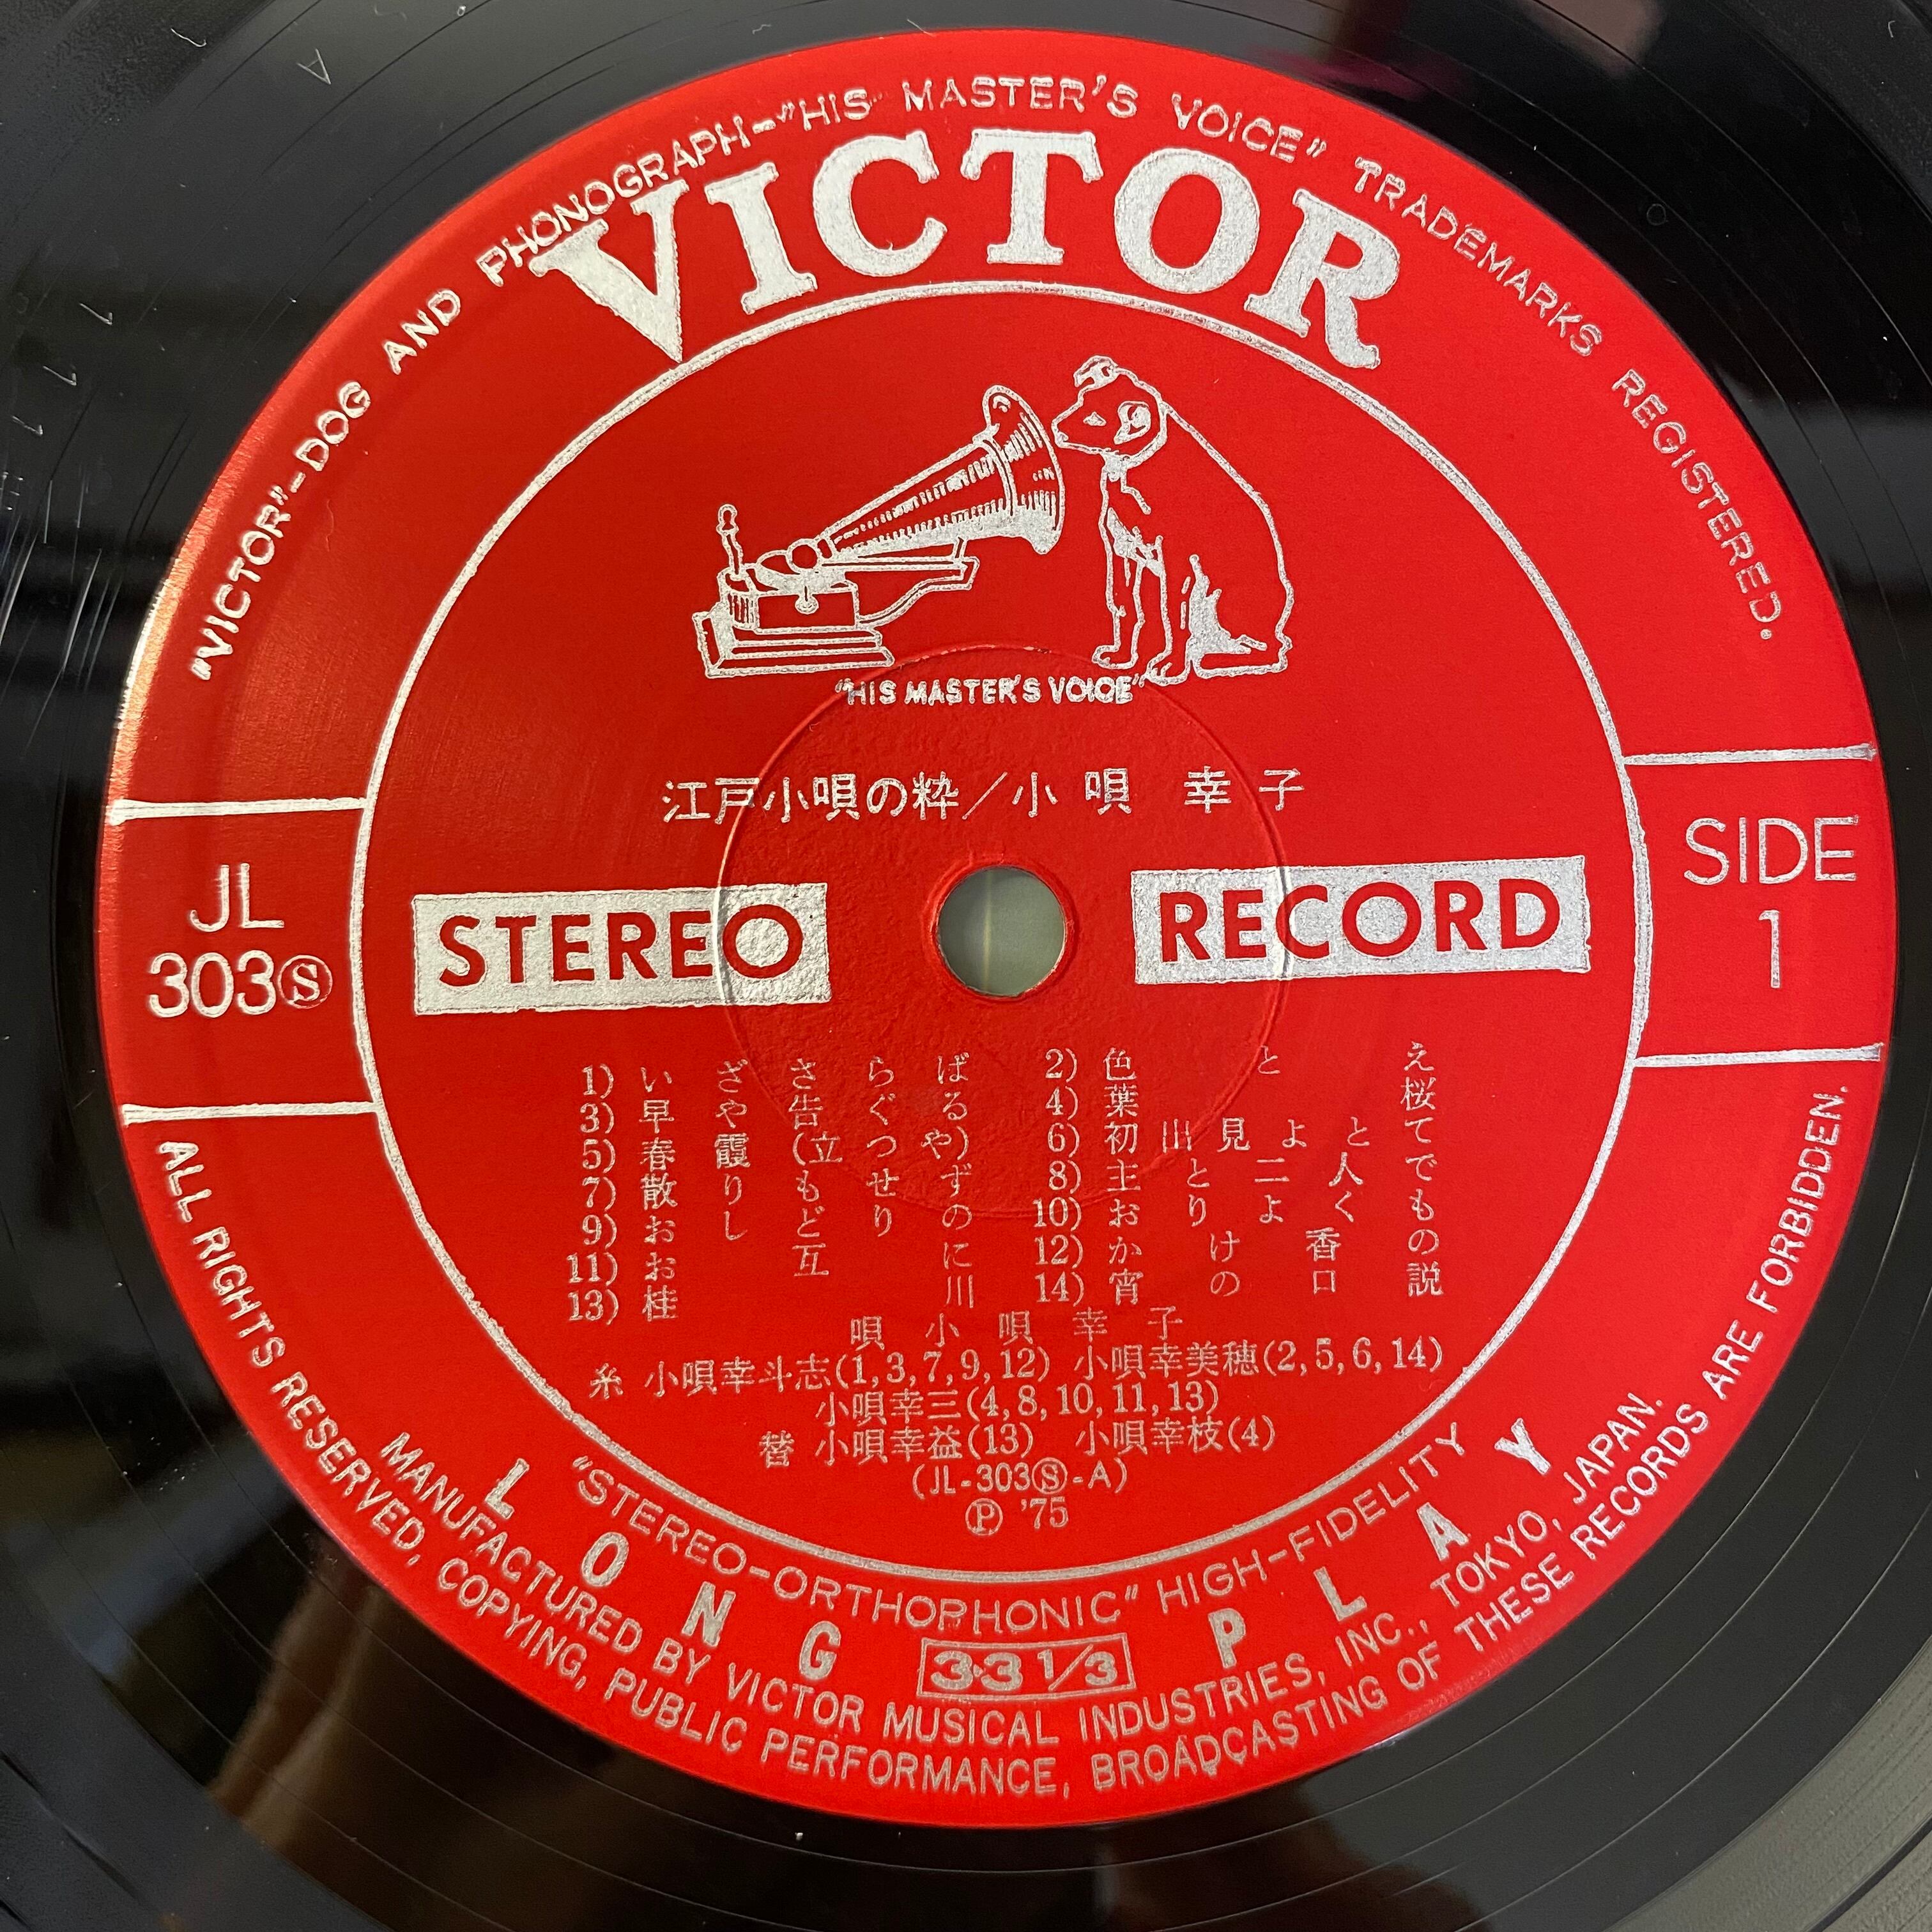 "VICTOR"-DOG AND PHONOGRAPH-"HIS MASTER'S VOICE" TRADEMARKS REGISTERED.
VICTOR
"HIS MASTER'S VOICE"
江戸小唄の粋／小唄 幸子
JL
303Ⓢ
STEREO
RECORD
SIDE
1
1) いざさらば
2) 色とえ
3) 早や告ぐる
4) 葉桜
5) 春霞(立つや)
6) 初出見よとて
7) 散りもせず
8) 主と二人で
9) おしどりの
10) おりよくも
11) お互に
12) かけ香の
13) 桂川
14) 宵の口説
唄 小唄幸子
糸 小唄幸斗志(1,3,7,9,12) 小唄幸美穂(2,5,6,14)
小唄幸三(4,8,10,11,13)
替 小唄幸益(13) 小唄幸枝(4)
(JL-303Ⓢ-A)
Ⓟ '75
"STEREO-ORTHOPHONIC" HIGH-FIDELITY
LONG 33 1/3 PLAY
MANUFACTURED BY VICTOR MUSICAL INDUSTRIES, INC., TOKYO, JAPAN.
ALL RIGHTS RESERVED, COPYING, PUBLIC PERFORMANCE, BROADCASTING OF THESE RECORDS ARE FORBIDDEN.